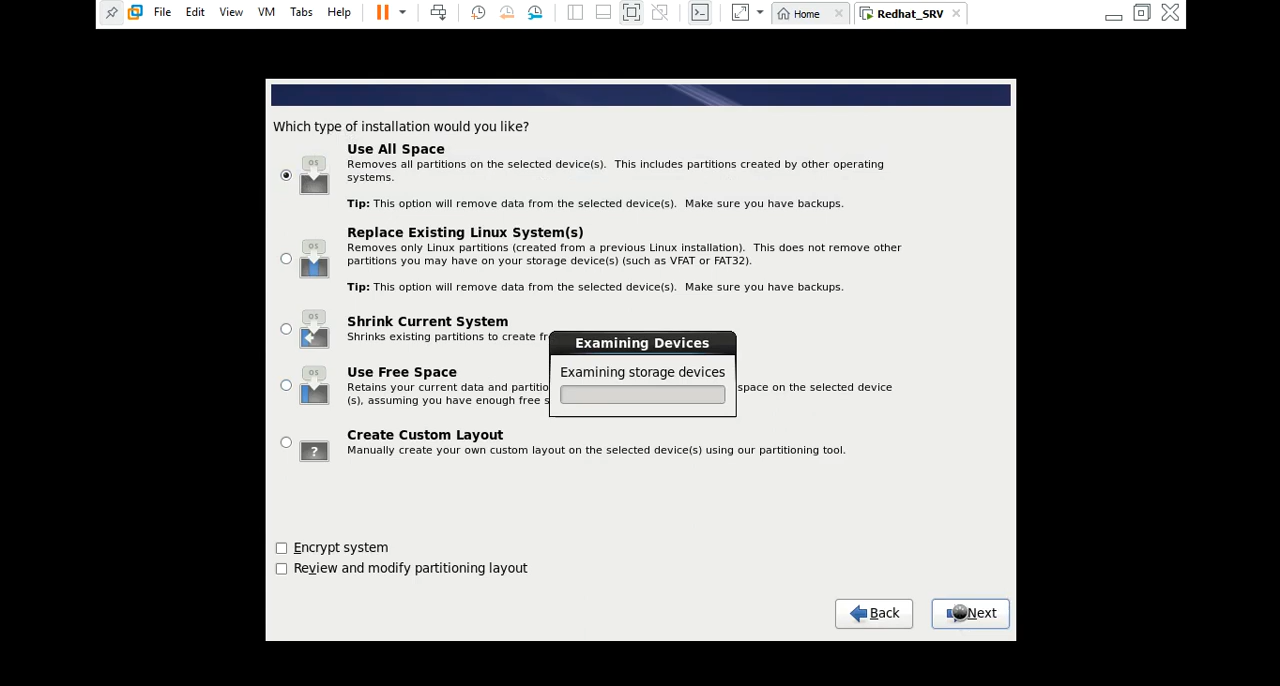 File Edit View VM Tabs Help Home Redhat_SRV
Which type of installation would you like?
Use All Space
Removes all partitions on the selected device(s). This includes partitions created by other operating
systems.
Tip: This option will remove data from the selected device(s). Make sure you have backups.
Replace Existing Linux System(s)
Removes only Linux partitions (created from a previous Linux installation). This does not remove other
partitions you may have on your storage device(s) (such as VFAT or FAT32).
Tip: This option will remove data from the selected device(s). Make sure you have backups.
Shrink Current System
Shrinks existing partitions to create
Examining Devices
Examining storage devices
Use Free Space
Retains your current data and space on the selected device
(s), assuming you have enough free
Create Custom Layout
? Manually create your own custom layout on the selected device(s) using our partitioning tool.
Encrypt system
Review and modify partitioning layout
Back Next